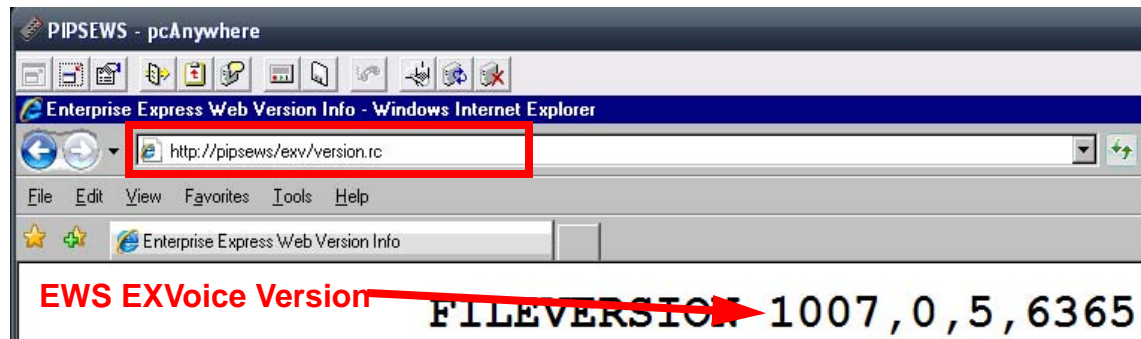 PIPSEWS - pcAnywhere
Enterprise Express Web Version Info - Windows Internet Explorer
http://pipsews/exv/version.rc
File Edit View Favorites Tools Help
Enterprise Express Web Version Info
EWS EXVoice Version
FILEVERSION 1007,0,5,6365